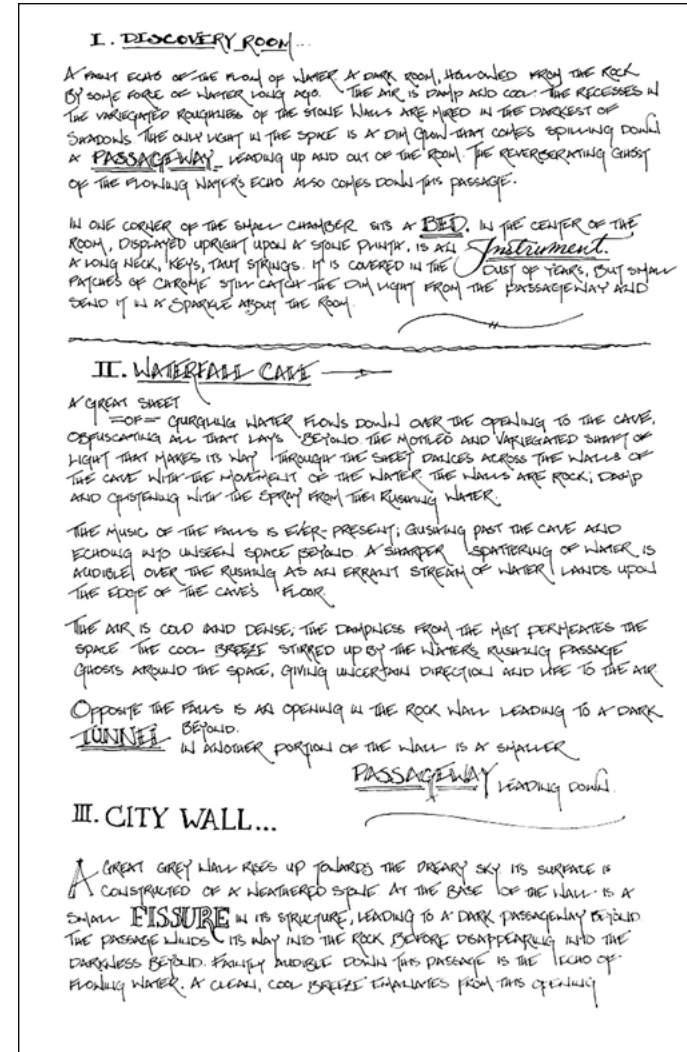 I. DISCOVERY ROOM...
A FAINT ECHO OF THE FLOW OF WATER. A DARK ROOM, HOLLOWED FROM THE ROCK
BY SOME FORCE OF WATER LONG AGO. THE AIR IS DAMP AND COOL. THE RECESSES IN
THE VARIEGATED ROUGHNESS OF THE STONE WALLS ARE MIRED IN THE DARKEST OF
SHADOWS. THE ONLY LIGHT IN THE SPACE IS A DIM GLOW THAT COMES SPILLING DOWN
A PASSAGEWAY LEADING UP AND OUT OF THE ROOM. THE REVERBERATING GHOST
OF THE FLOWING WATER'S ECHO ALSO COMES DOWN THIS PASSAGE.
IN ONE CORNER OF THE SMALL CHAMBER SITS A BED. IN THE CENTER OF THE
ROOM, DISPLAYED UPRIGHT UPON A STONE PLINTH, IS AN Instrument.
A LONG NECK, KEYS, TAUT STRINGS. IT IS COVERED IN THE DUST OF YEARS, BUT SMALL
PATCHES OF CHROME STILL CATCH THE DIM LIGHT FROM THE PASSAGEWAY AND
SEND IT IN A SPARKLE ABOUT THE ROOM.
II. WATERFALL CAVE
A GREAT SHEET
=OF= GURGLING WATER FLOWS DOWN OVER THE OPENING TO THE CAVE,
OBFUSCATING ALL THAT LAYS BEYOND. THE MOTTLED AND VARIEGATED SHAFT OF
LIGHT THAT MAKES ITS WAY THROUGH THE SHEET DANCES ACROSS THE WALLS OF
THE CAVE WITH THE MOVEMENT OF THE WATER. THE WALLS ARE ROCK; DAMP
AND GLISTENING WITH THE SPRAY FROM THE RUSHING WATER.
THE MUSIC OF THE FALLS IS EVER-PRESENT; GUSHING PAST THE CAVE AND
ECHOING INTO UNSEEN SPACE BEYOND. A SHARPER SPATTERING OF WATER IS
AUDIBLE OVER THE RUSHING AS AN ERRANT STREAM OF WATER LANDS UPON
THE EDGE OF THE CAVE'S FLOOR.
THE AIR IS COLD AND DENSE; THE DAMPNESS FROM THE MIST PERMEATES THE
SPACE. THE COOL BREEZE STIRRED UP BY THE WATER'S RUSHING PASSAGE
GHOSTS AROUND THE SPACE, GIVING UNCERTAIN DIRECTION AND LIFE TO THE AIR
OPPOSITE THE FALLS IS AN OPENING IN THE ROCK WALL LEADING TO A DARK
TUNNEL BEYOND.
IN ANOTHER PORTION OF THE WALL IS A SMALLER
PASSAGEWAY LEADING DOWN.
III. CITY WALL...
A GREAT GREY WALL RISES UP TOWARDS THE DREARY SKY. ITS SURFACE IS
CONSTRUCTED OF A WEATHERED STONE. AT THE BASE OF THE WALL IS A
SMALL FISSURE IN ITS STRUCTURE, LEADING TO A DARK PASSAGEWAY BEYOND
THE PASSAGE WINDS ITS WAY INTO THE ROCK BEFORE DISAPPEARING INTO THE
DARKNESS BEYOND. FAINTLY AUDIBLE DOWN THIS PASSAGE IS THE ECHO OF
FLOWING WATER. A CLEAN, COOL BREEZE EMANATES FROM THIS OPENING